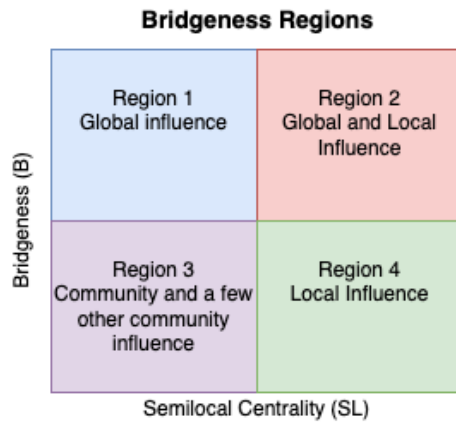 Bridgeness Regions
Region 1
Global influence
Region 2
Global and Local
Influence
Bridgeness (B)
Region 3
Community and a few
other community
influence
Region 4
Local Influence
Semilocal Centrality (SL)